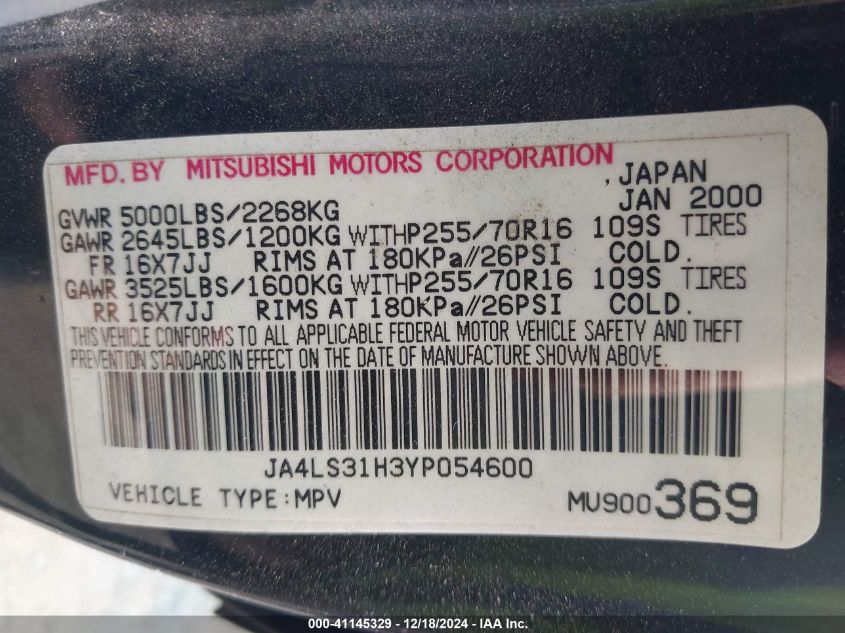 MFD. BY MITSUBISHI MOTORS CORPORATION , JAPAN
JAN 2000
GVWR 5000LBS/2268KG
GAWR 2645LBS/1200KG WITHP255/70R16 109S TIRES
FR 16X7JJ RIMS AT 180KPa//26PSI COLD.
GAWR 3525LBS/1600KG WITHP255/70R16 109S TIRES
RR 16X7JJ RIMS AT 180KPa//26PSI COLD.
THIS VEHICLE CONFORMS TO ALL APPLICABLE FEDERAL MOTOR VEHICLE SAFETY AND THEFT
PREVENTION STANDARDS IN EFFECT ON THE DATE OF MANUFACTURE SHOWN ABOVE.
JA4LS31H3YP054600
VEHICLE TYPE:MPV MU900369
000-41145329 - 12/18/2024 - IAA Inc.